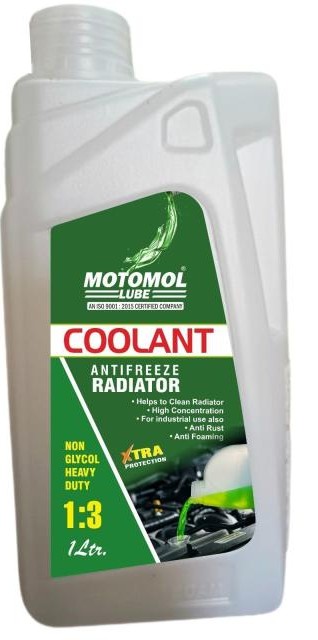 MOTOMOL®
LUBE
AN ISO 9001 : 2015 CERTIFIED COMPANY
COOLANT
ANTIFREEZE
RADIATOR
• Helps to Clean Radiator
• High Concentration
• For industrial use also
• Anti Rust
• Anti Foaming
XTRA
PROTECTION
NON
GLYCOL
HEAVY
DUTY
1:3
1Ltr.